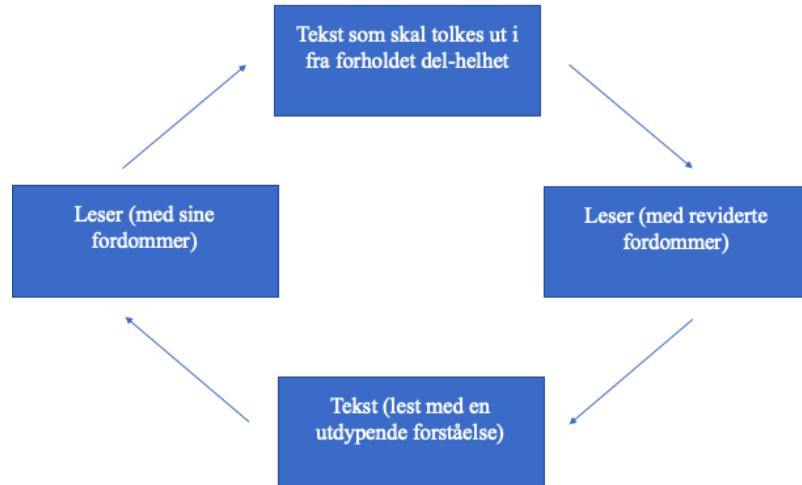 Tekst som skal tolkes ut i
fra forholdet del-helhet
Leser (med sine
fordommer)
Leser (med reviderte
fordommer)
Tekst (lest med en
utdypende forståelse)